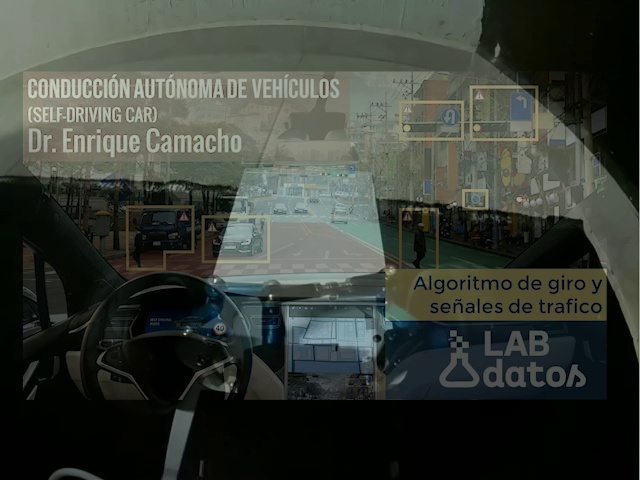 CONDUCCIÓN AUTÓNOMA DE VEHÍCULOS
(SELF-DRIVING CAR)
Dr. Enrique Camacho
40
Algoritmo de giro y
señales de trafico
LAB
datos